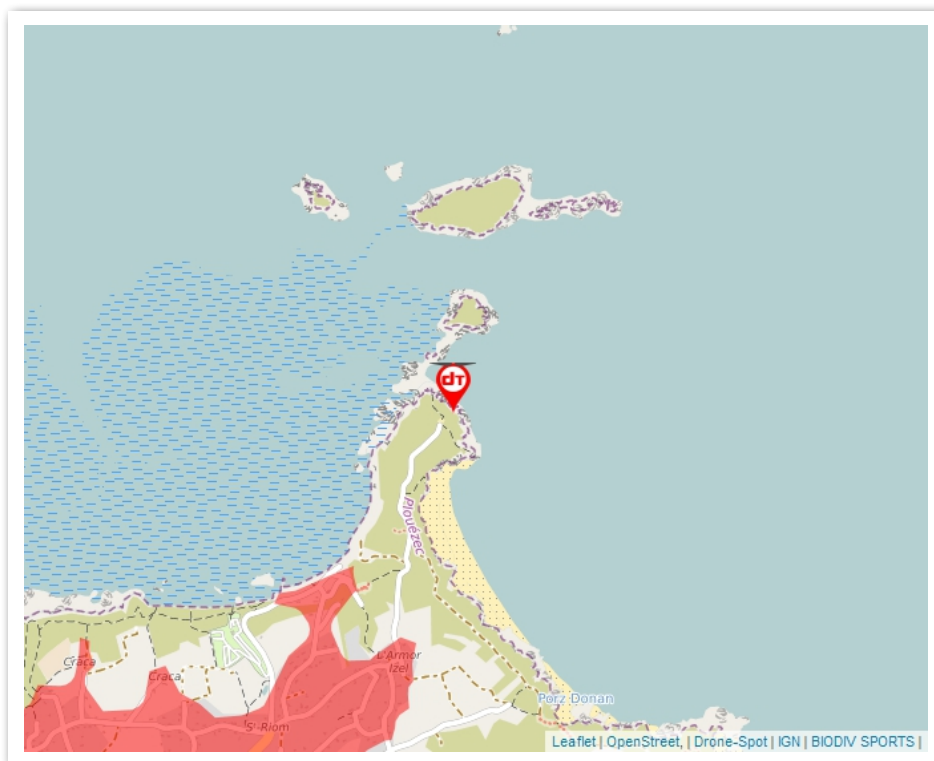 dT
Plouézec
L'Armor
Izel
Craca
Craca
St-Riom
Porz Donan
Leaflet | OpenStreet, | Drone-Spot | IGN | BIODIV SPORTS |